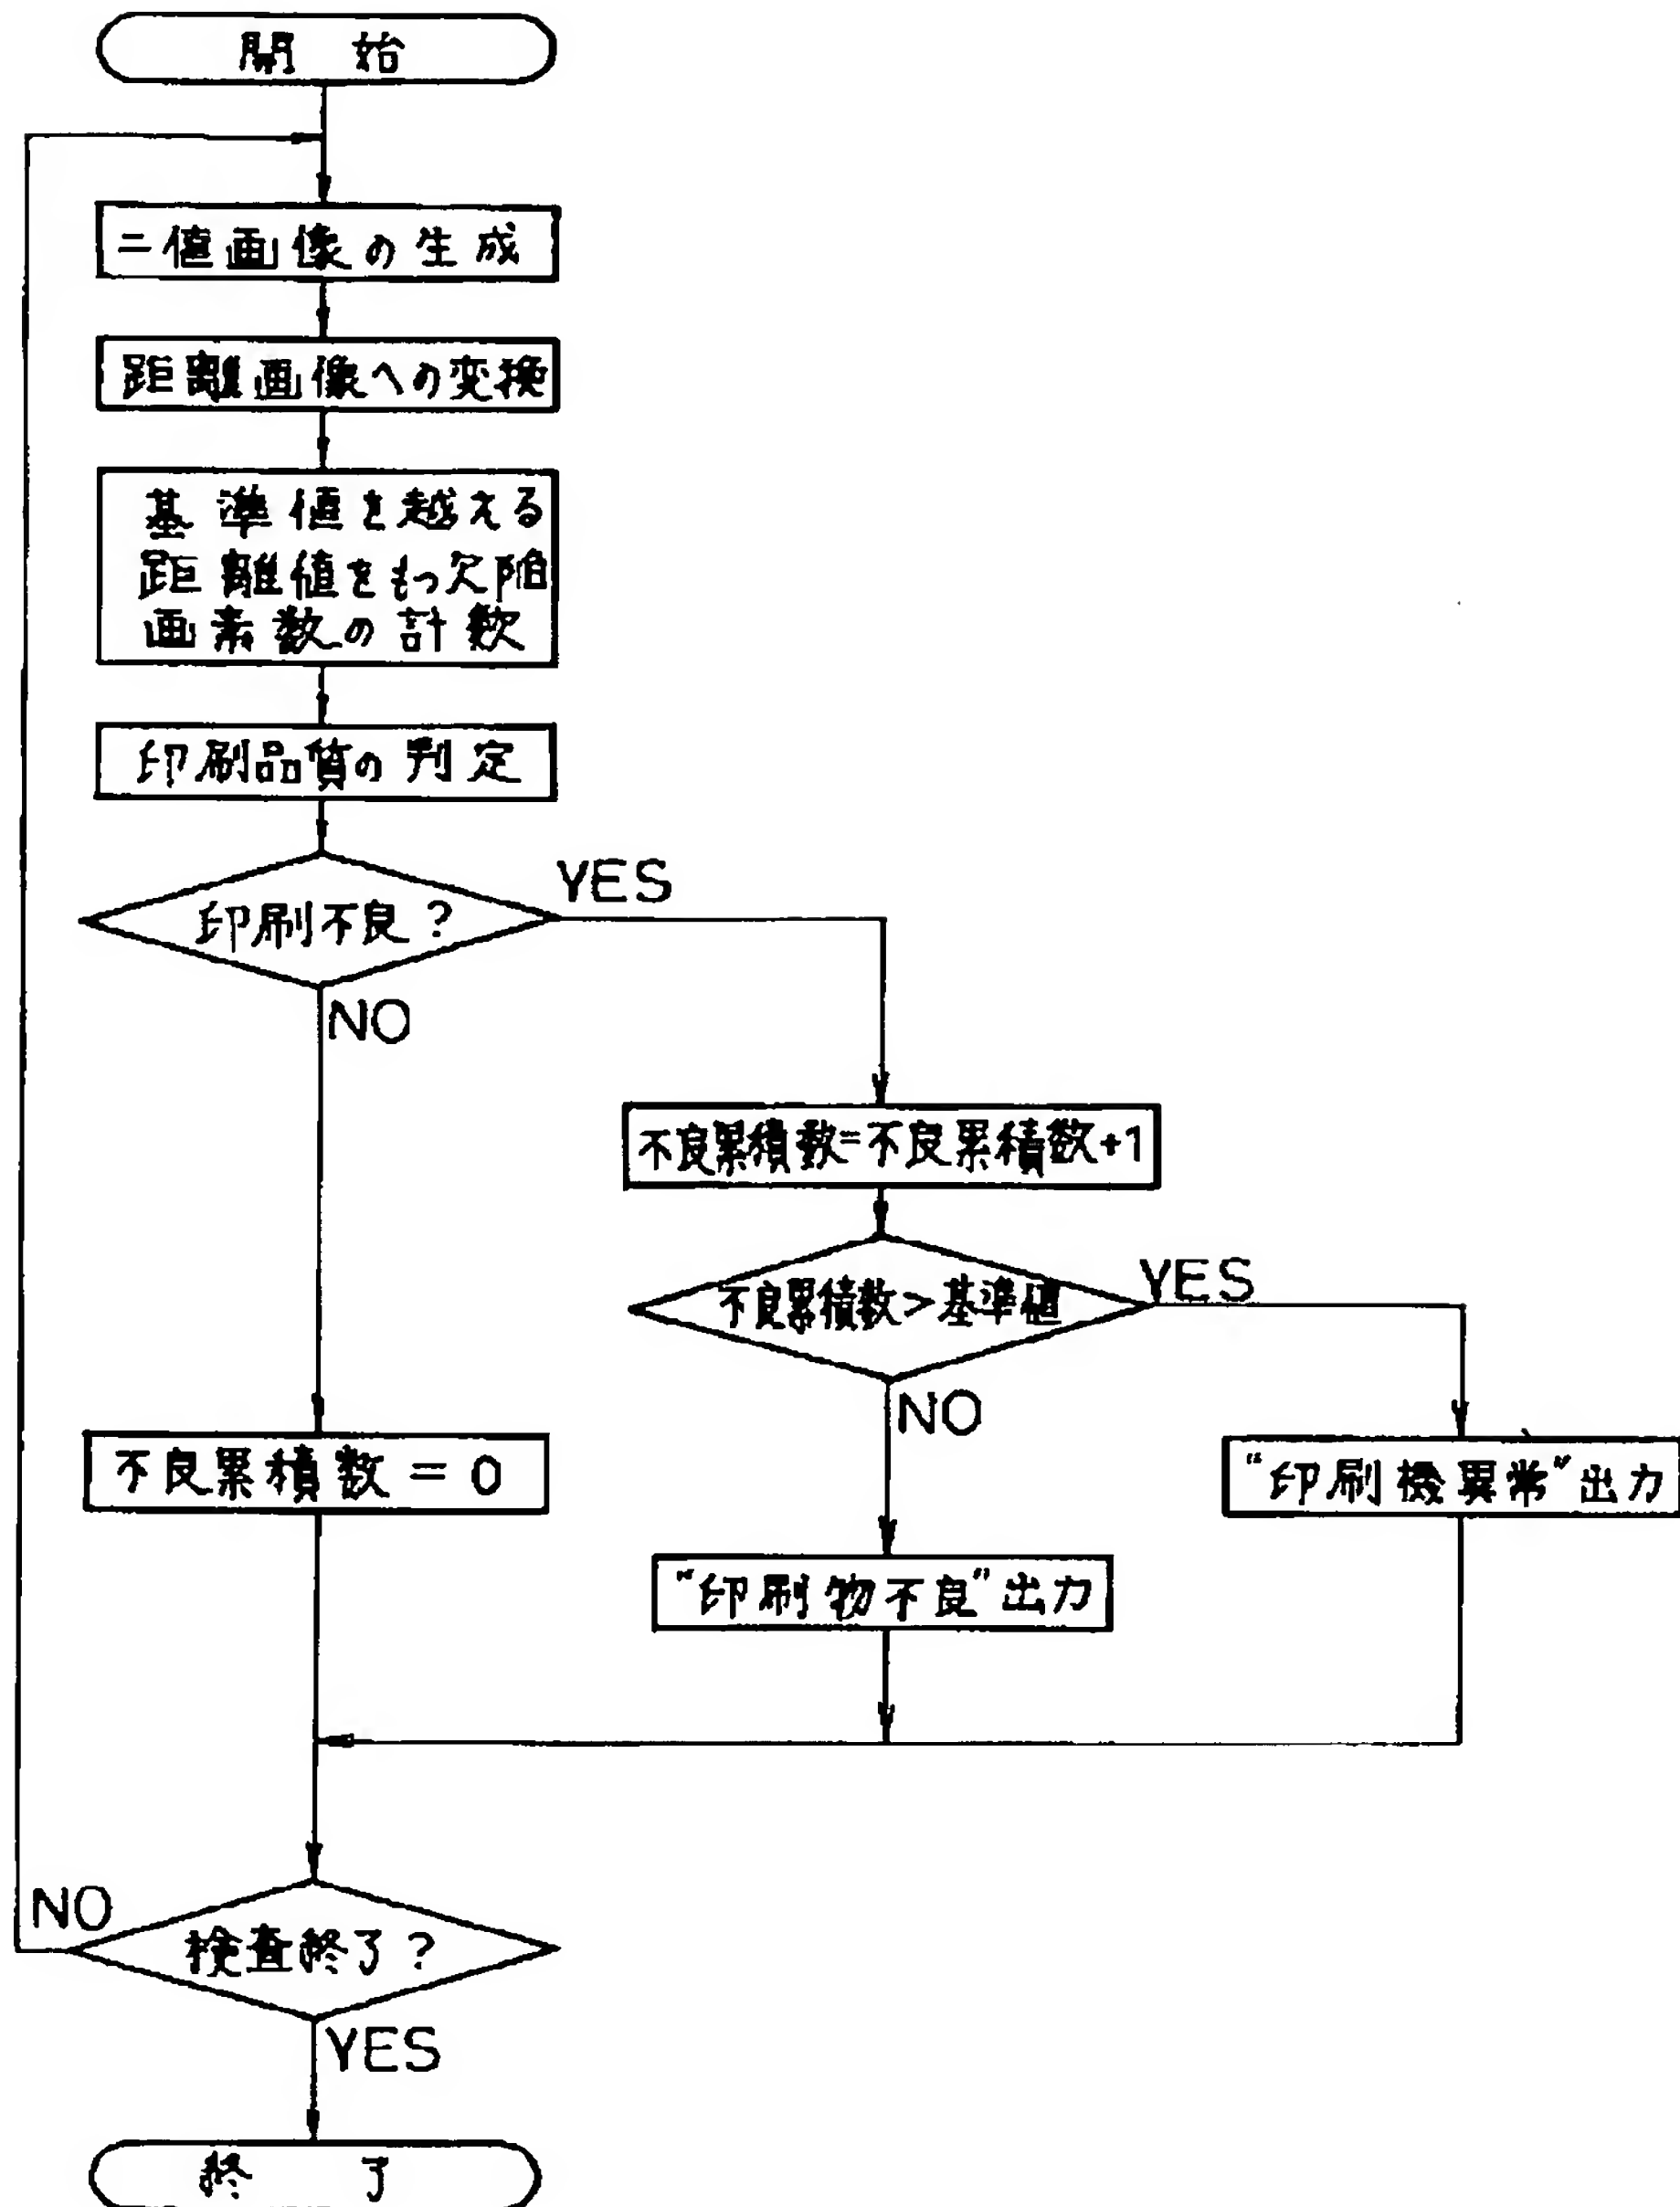 開始
二値画像の生成
距離画像への変換
基準値を越える
距離値をもつ欠陥
画素数の計数
印刷品質の判定
印刷不良?
YES
NO
不良累積数=不良累積数+1
不良累積数>基準値
YES
NO
不良累積数=0
"印刷機異常"出力
"印刷物不良"出力
NO
検査終了?
YES
終了